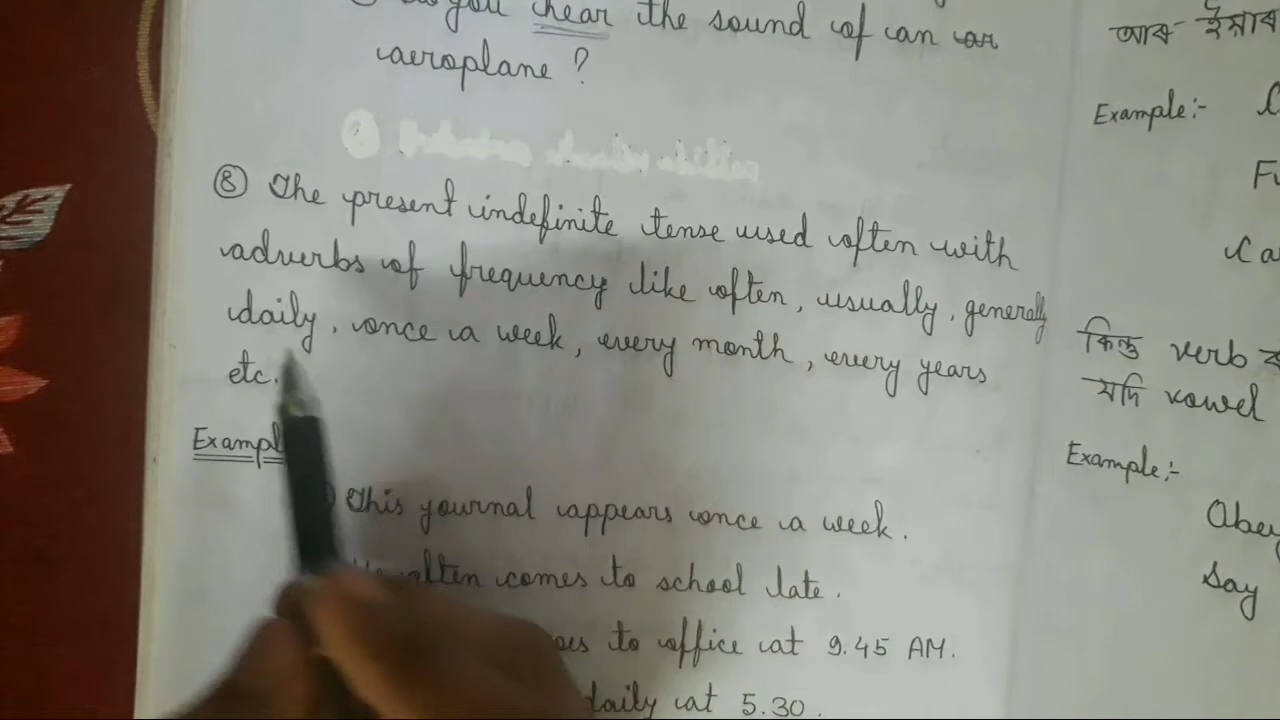 you hear the sound of an or
aeroplane ?
⑧ The present indefinite tense used often with
adverbs of frequency like often, usually, generally
daily, once a week, every month, every years
etc.
Exampl
This journal appears once a week.
often comes to school late.
to office at 9.45 AM.
daily at 5.30.
আৰু ইয়াৰ
Example:-
কিন্তু verb
যদি vowel
Example:-
Obey
Say